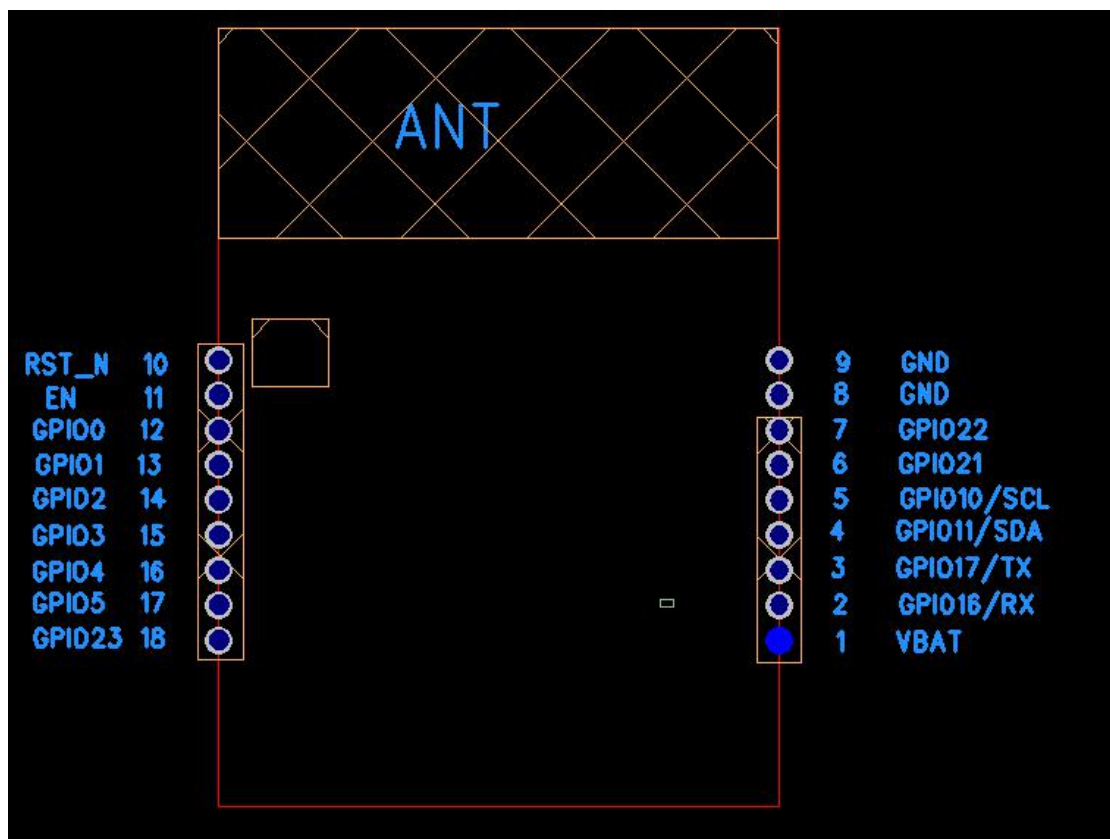 ANT
RST_N 10 9 GND
EN 11 8 GND
GPIO0 12 7 GPIO22
GPIO1 13 6 GPIO21
GPIO2 14 5 GPIO10/SCL
GPIO3 15 4 GPIO11/SDA
GPIO4 16 3 GPIO17/TX
GPIO5 17 2 GPIO16/RX
GPIO23 18 1 VBAT